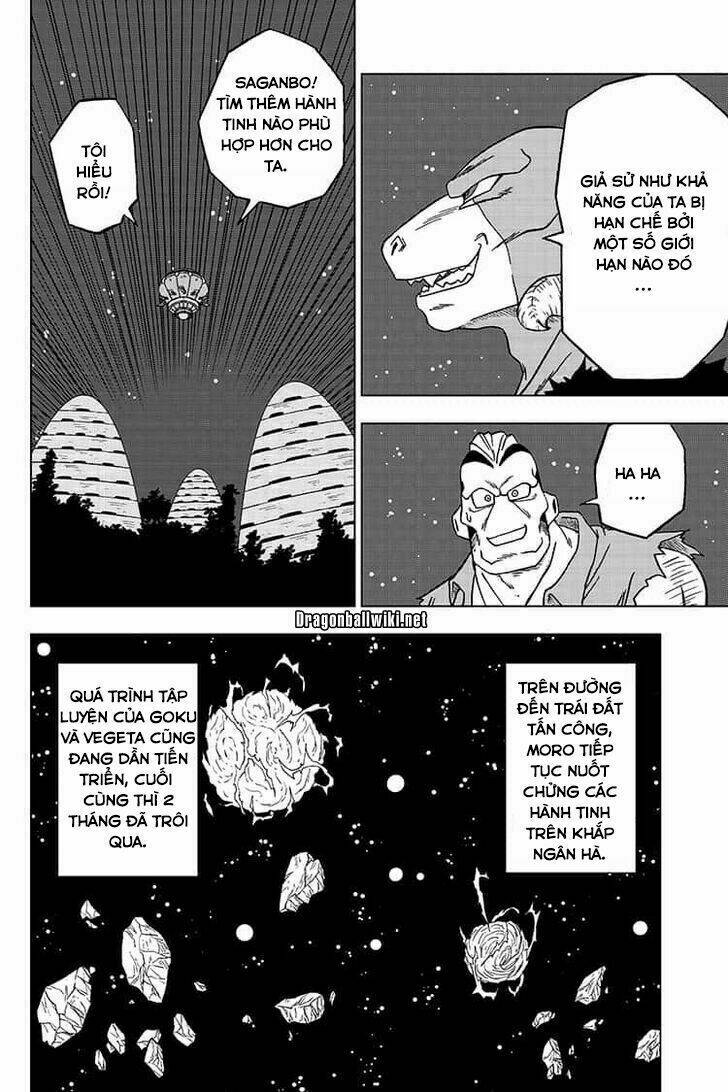 GIẢ SỬ NHƯ KHẢ
NĂNG CỦA TA BỊ
HẠN CHẾ BỞI
MỘT SỐ GIỚI
HẠN NÀO ĐÓ
...
HA HA
...
SAGANBO!
TÌM THÊM HÀNH
TINH NÀO PHÙ
HỢP HƠN CHO
TA.
TÔI
HIỂU
RỒI!
Dragonballwiki.net
TRÊN ĐƯỜNG
ĐẾN TRÁI ĐẤT
TẤN CÔNG,
MORO TIẾP
TỤC NUỐT
CHỬNG CÁC
HÀNH TINH
TRÊN KHẮP
NGÂN HÀ.
QUÁ TRÌNH TẬP
LUYỆN CỦA GOKU
VÀ VEGETA CŨNG
ĐANG DẦN TIẾN
TRIỂN, CUỐI
CÙNG THÌ 2
THÁNG ĐÃ TRÔI
QUA.